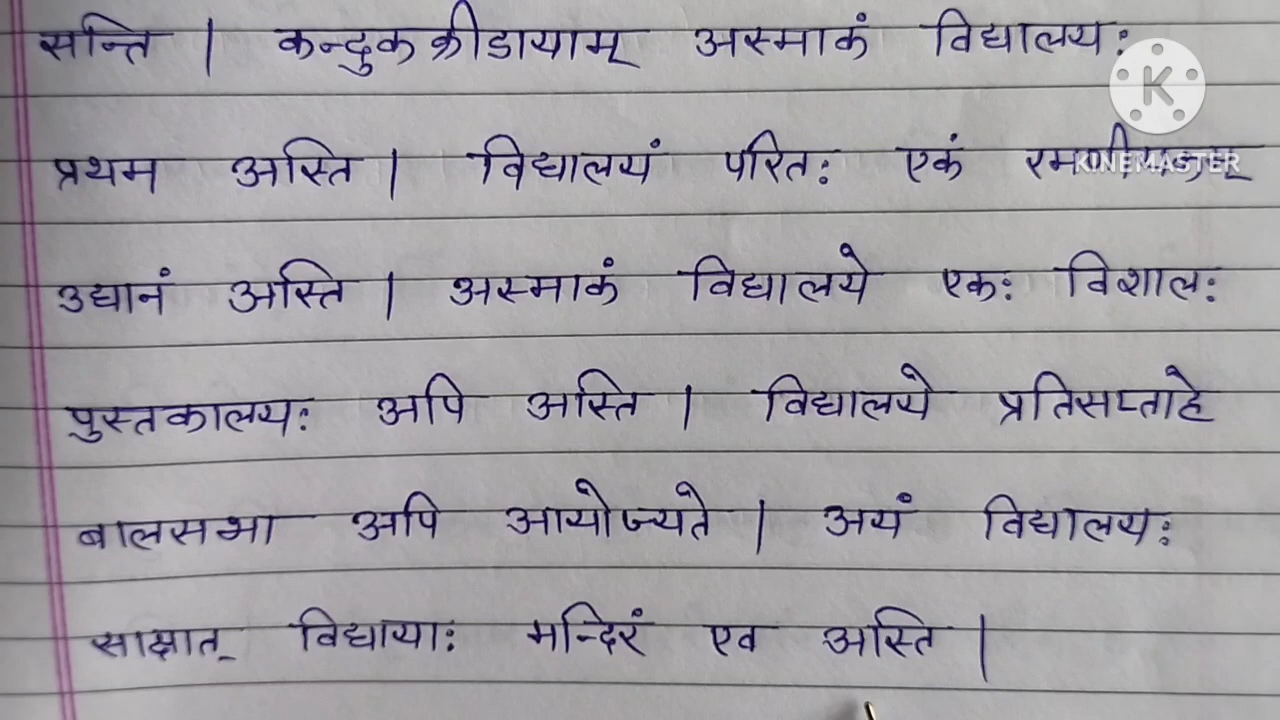 सन्ति | कन्दुकक्रीडायाम् अस्माकं विद्यालयः
K
प्रथम अस्ति | विद्यालयं परितः एकं
KINEMASTER
उद्यानं अस्ति | अस्माकं विद्यालये एकः विशालः
पुस्तकालयः अपि अस्ति | विद्यालये प्रतिसप्ताहे
बालसभा अपि आयोज्यते | अयं विद्यालयः
साक्षात् विद्यायाः मन्दिरं एव अस्ति |